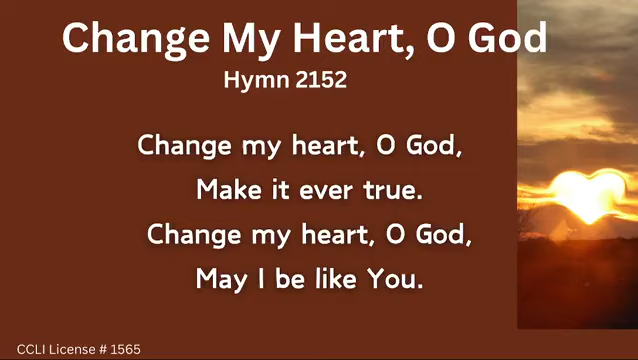 Change My Heart, O God
Hymn 2152
Change my heart, O God,
Make it ever true.
Change my heart, O God,
May I be like You.
CCLI License # 1565